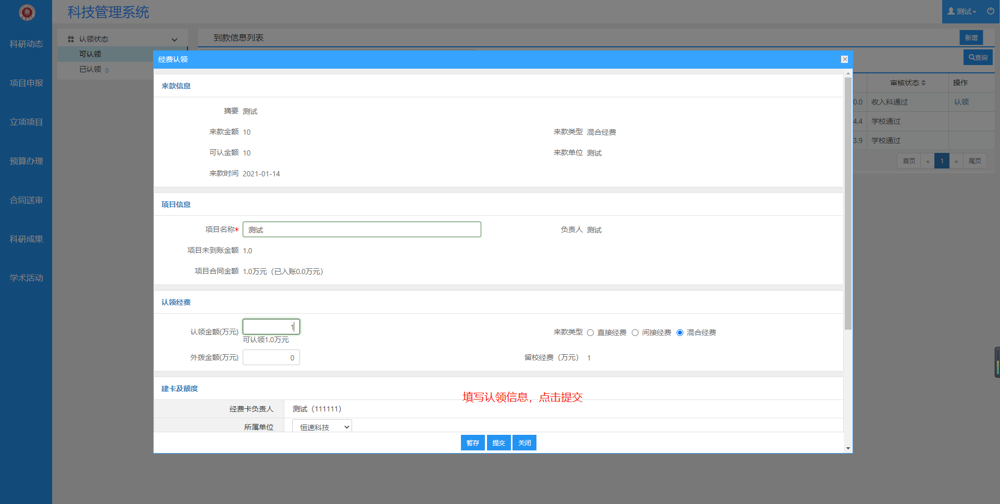 科技管理系统
测试
科研动态
项目申报
立项项目
预算办理
合同送审
科研成果
学术活动
认领状态
可认领
已认领 0
到款信息列表
新增
查询
审核状态 操作
0.0 收入科通过 认领
4.4 学校通过
3.9 学校通过
首页 « 1 » 尾页
经费认领
来款信息
摘要 测试
来款金额 10 来款类型 混合经费
可认金额 10 来款单位 测试
来款时间 2021-01-14
项目信息
项目名称* 测试 负责人 测试
项目未到账金额 1.0
项目合同金额 1.0万元（已入账0.0万元）
认领经费
认领金额(万元) 1 来款类型 直接经费 间接经费 混合经费
可认领1.0万元
外拨金额(万元) 0 留校经费（万元） 1
建卡及额度
填写认领信息，点击提交
经费卡负责人 测试（111111）
所属单位 恒速科技
暂存 提交 关闭